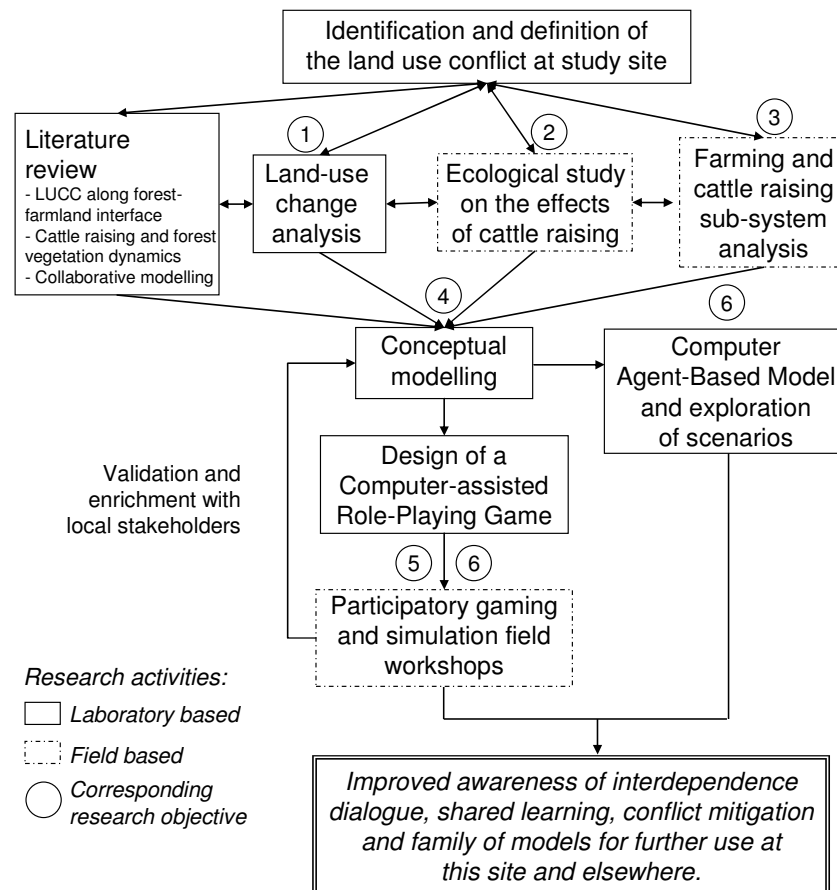 Identification and definition of
the land use conflict at study site
Literature
review
- LUCC along forest-
farmland interface
- Cattle raising and forest
vegetation dynamics
- Collaborative modelling
1
Land-use
change
analysis
2
Ecological study
on the effects
of cattle raising
3
Farming and
cattle raising
sub-system
analysis
4
Conceptual
modelling
6
Computer
Agent-Based Model
and exploration
of scenarios
Design of a
Computer-assisted
Role-Playing Game
Validation and
enrichment with
local stakeholders
5
6
Participatory gaming
and simulation field
workshops
Research activities:
Laboratory based
Field based
Corresponding
research objective
Improved awareness of interdependence
dialogue, shared learning, conflict mitigation
and family of models for further use at
this site and elsewhere.